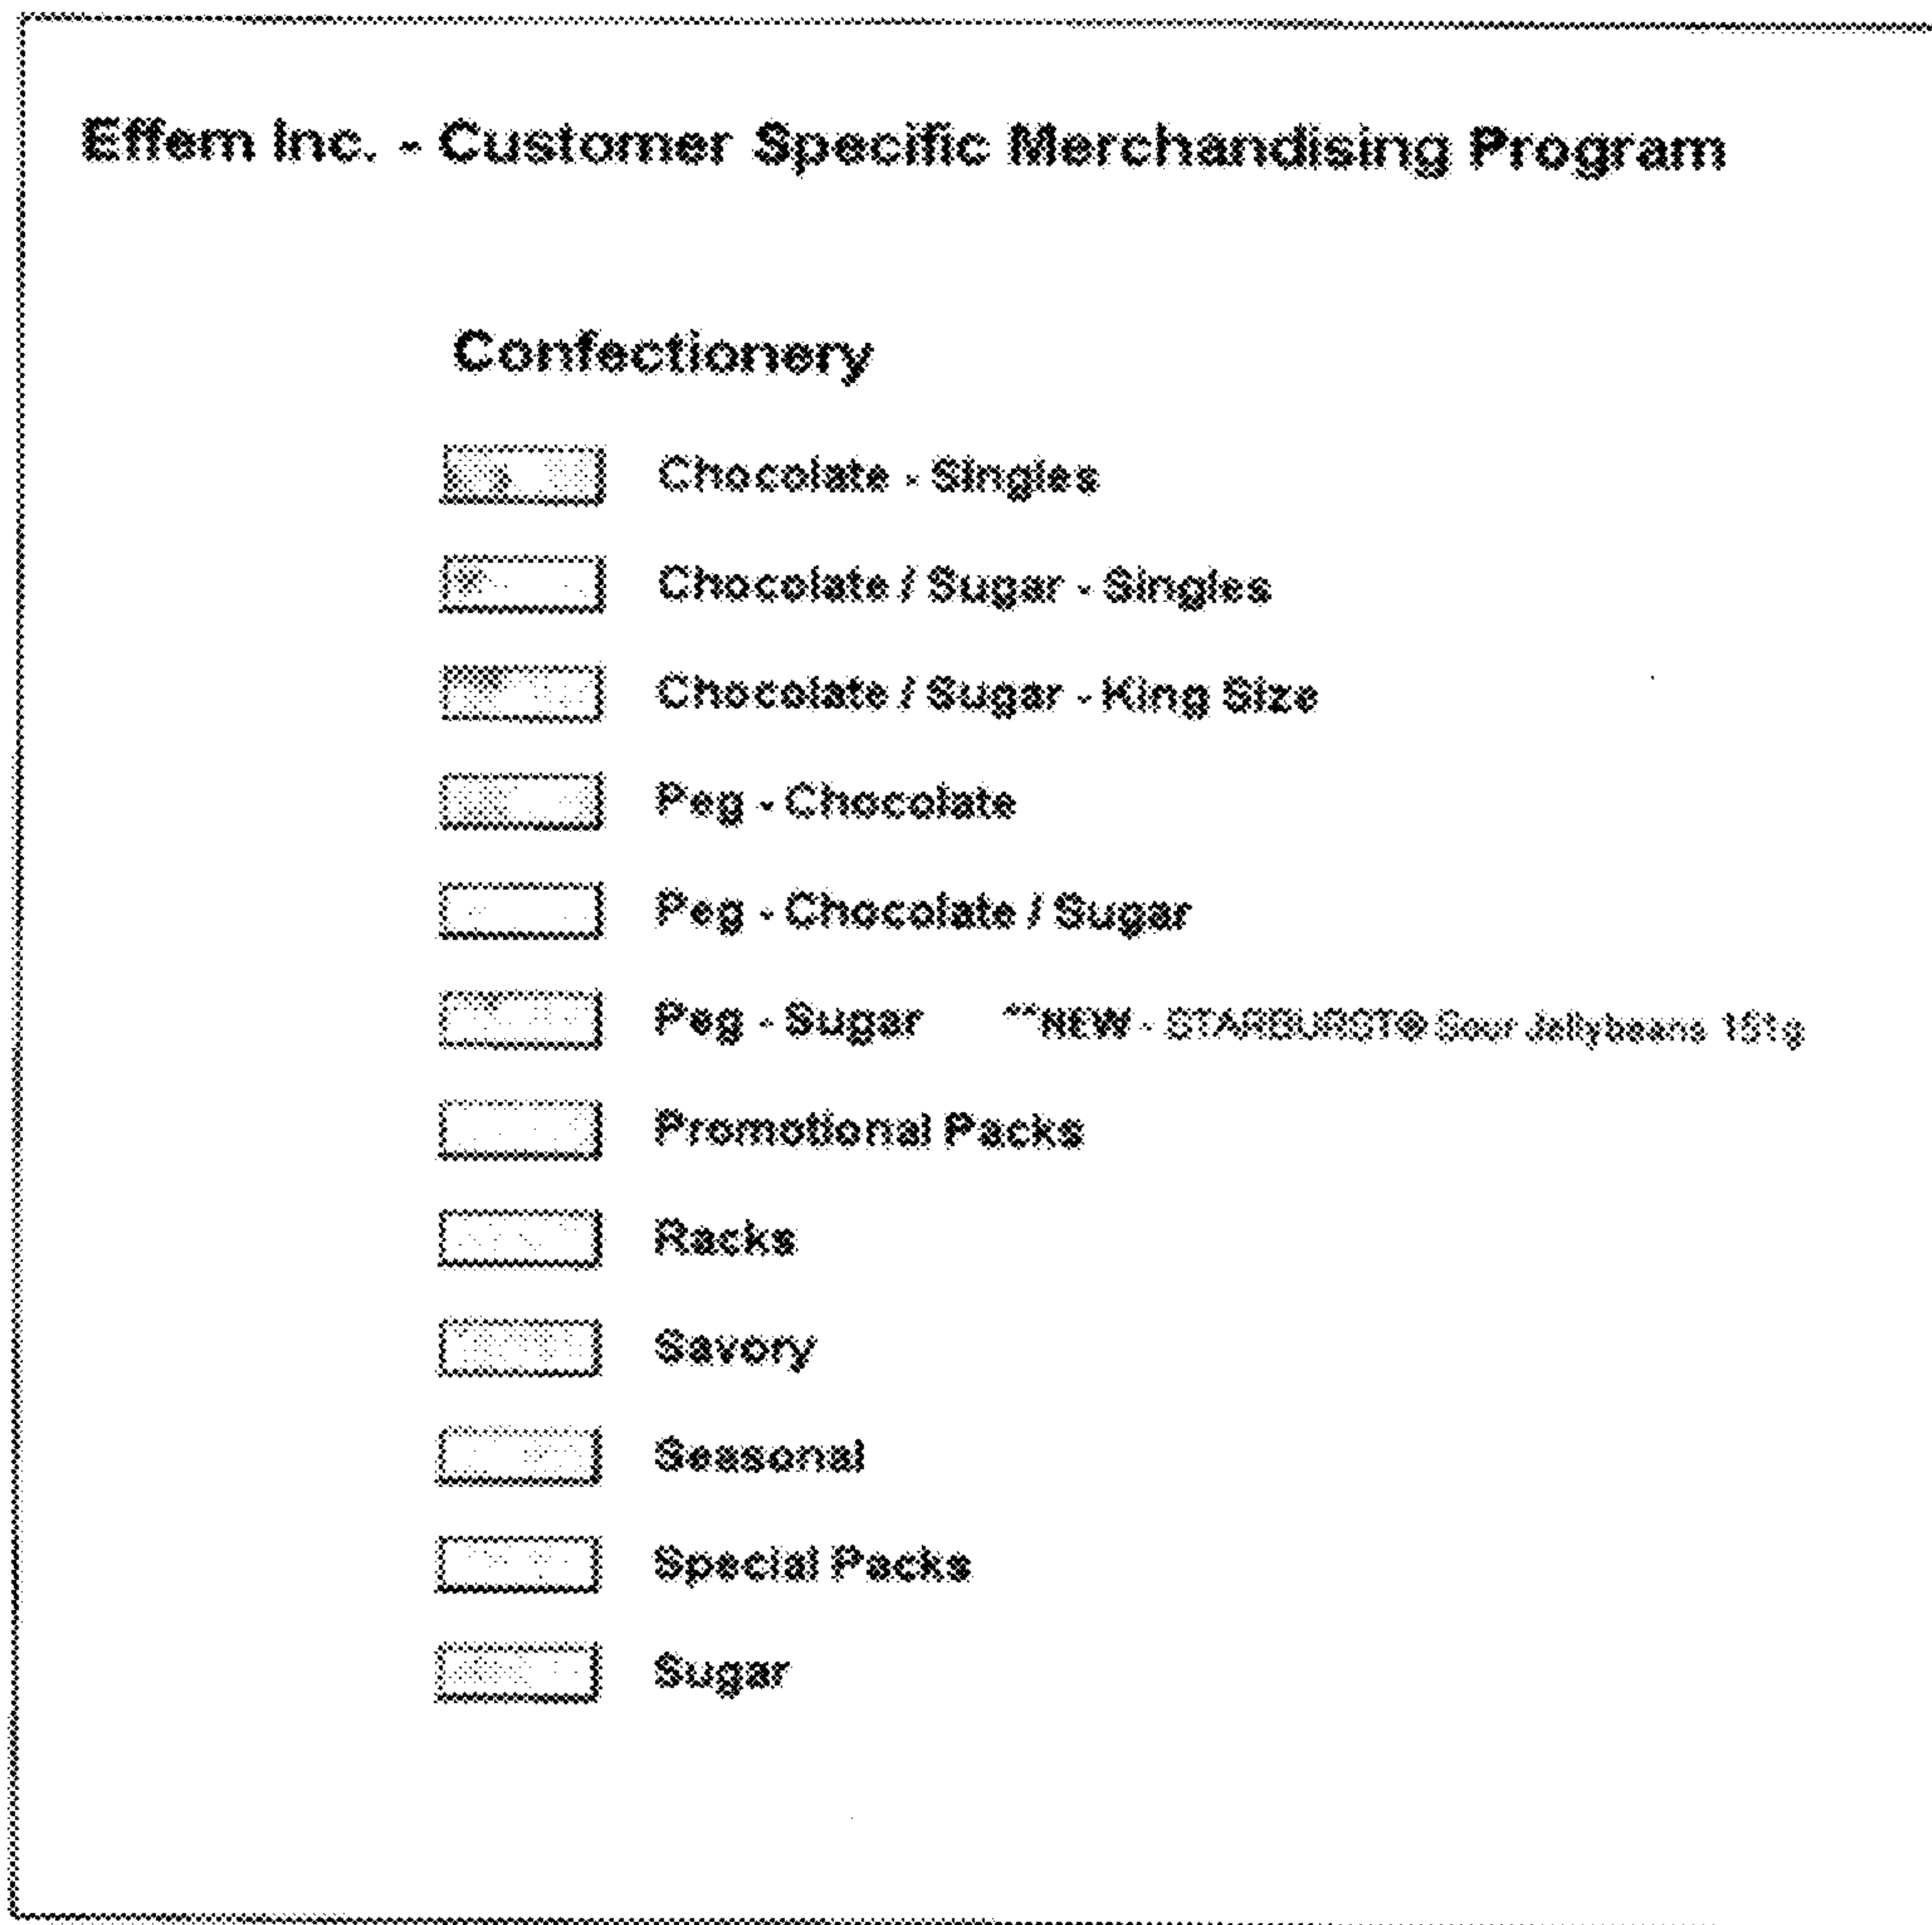 Effem Inc. - Customer Specific Merchandising Program
Confectionery
Chocolate - Singles
Chocolate / Sugar - Singles
Chocolate / Sugar - King Size
Peg - Chocolate
Peg - Chocolate / Sugar
Peg - Sugar **NEW - STARBURST® Sour Jellybeans
Promotional Packs
Racks
Savory
Seasonal
Special Packs
Sugar